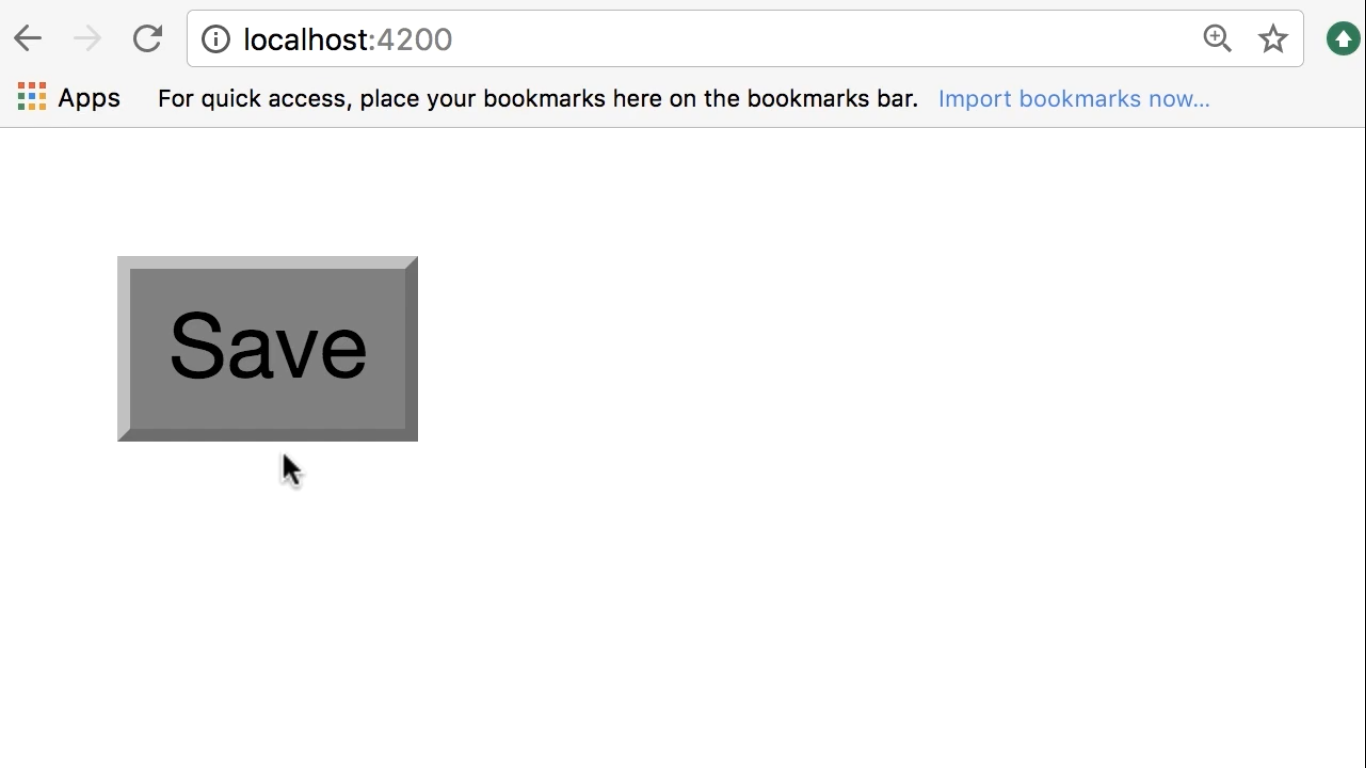 localhost:4200
Apps For quick access, place your bookmarks here on the bookmarks bar. Import bookmarks now...
Save